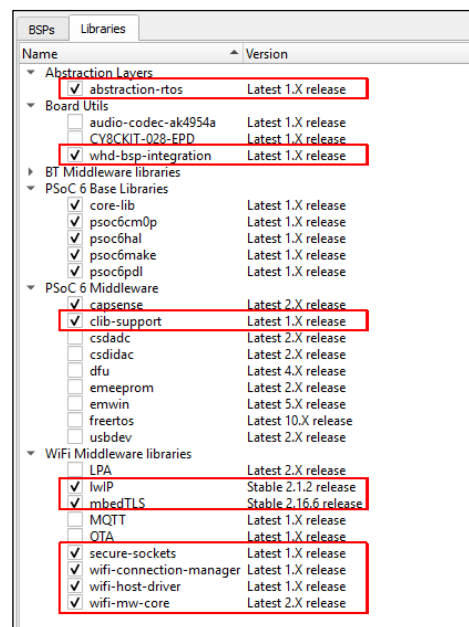 BSPs Libraries
Name Version
Abstraction Layers
abstraction-rtos Latest 1.X release
Board Utils
audio-codec-ak4954a Latest 1.X release
CY8CKIT-028-EPD Latest 1.X release
whd-bsp-integration Latest 1.X release
BT Middleware libraries
PSoC 6 Base Libraries
core-lib Latest 1.X release
psoc6cm0p Latest 1.X release
psoc6hal Latest 1.X release
psoc6make Latest 1.X release
psoc6pdl Latest 1.X release
PSoC 6 Middleware
capsense Latest 2.X release
clib-support Latest 1.X release
csdadc Latest 2.X release
csdidac Latest 2.X release
dfu Latest 4.X release
emeeprom Latest 2.X release
emwin Latest 5.X release
freertos Latest 10.X release
usbdev Latest 2.X release
WiFi Middleware libraries
LPA Latest 2.X release
lwIP Stable 2.1.2 release
mbedTLS Stable 2.16.6 release
MQTT Latest 1.X release
OTA Latest 1.X release
secure-sockets Latest 1.X release
wifi-connection-manager Latest 1.X release
wifi-host-driver Latest 1.X release
wifi-mw-core Latest 2.X release